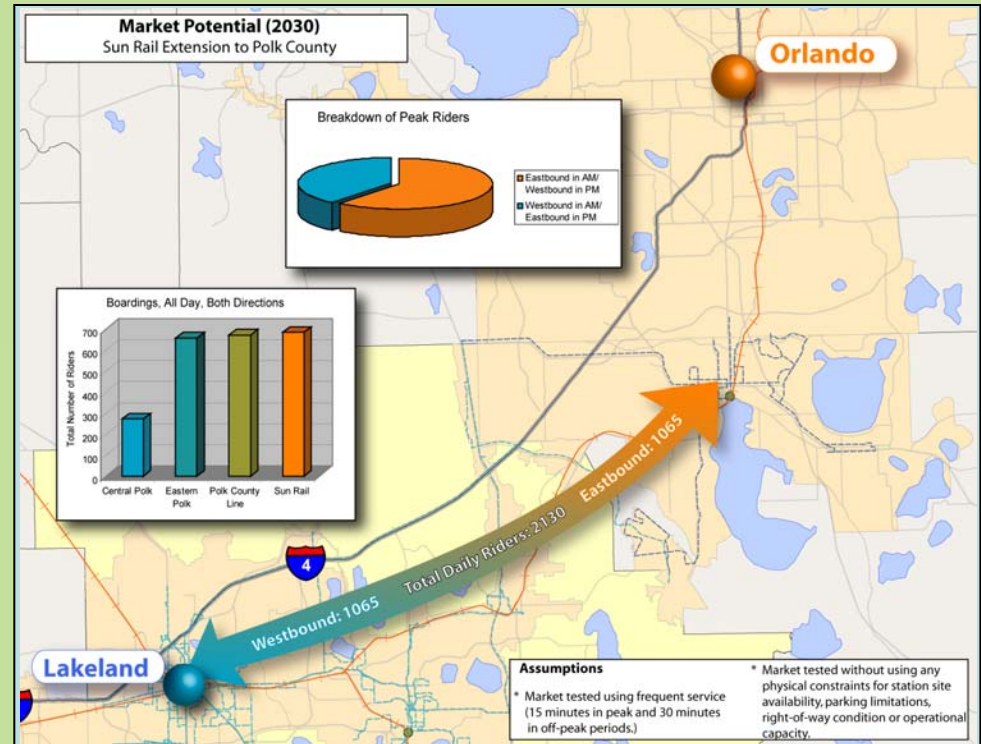 Market Potential (2030)
Sun Rail Extension to Polk County
Orlando
Breakdown of Peak Riders
Eastbound in AM/
Westbound in PM
Westbound in AM/
Eastbound in PM
Boardings, All Day, Both Directions
Total Number of Riders
700
600
500
400
300
200
100
0
Central Polk
Eastern
Polk
Polk County
Line
Sun Rail
4
Westbound: 1065 Total Daily Riders: 2130 Eastbound: 1065
Lakeland
Assumptions
* Market tested using frequent service
(15 minutes in peak and 30 minutes
in off-peak periods.)
* Market tested without using any
physical constraints for station site
availability, parking limitations,
right-of-way condition or operational
capacity.